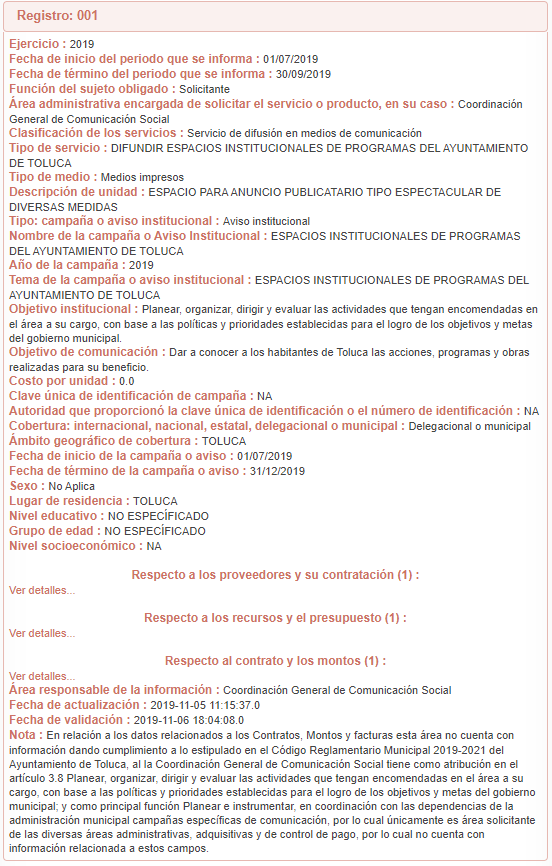 Registro: 001
Ejercicio : 2019
Fecha de inicio del periodo que se informa : 01/07/2019
Fecha de término del periodo que se informa : 30/09/2019
Función del sujeto obligado : Solicitante
Área administrativa encargada de solicitar el servicio o producto, en su caso : Coordinación
General de Comunicación Social
Clasificación de los servicios : Servicio de difusión en medios de comunicación
Tipo de servicio : DIFUNDIR ESPACIOS INSTITUCIONALES DE PROGRAMAS DEL AYUNTAMIENTO
DE TOLUCA
Tipo de medio : Medios impresos
Descripción de unidad : ESPACIO PARA ANUNCIO PUBLICATARIO TIPO ESPECTACULAR DE
DIVERSAS MEDIDAS
Tipo: campaña o aviso institucional : Aviso institucional
Nombre de la campaña o Aviso Institucional : ESPACIOS INSTITUCIONALES DE PROGRAMAS
DEL AYUNTAMIENTO DE TOLUCA
Año de la campaña : 2019
Tema de la campaña o aviso institucional : ESPACIOS INSTITUCIONALES DE PROGRAMAS DEL
AYUNTAMIENTO DE TOLUCA
Objetivo institucional : Planear, organizar, dirigir y evaluar las actividades que tengan encomendadas en
el área a su cargo, con base a las políticas y prioridades establecidas para el logro de los objetivos y metas
del gobierno municipal.
Objetivo de comunicación : Dar a conocer a los habitantes de Toluca las acciones, programas y obras
realizadas para su beneficio.
Costo por unidad : 0.0
Clave única de identificación de campaña : NA
Autoridad que proporcionó la clave única de identificación o el número de identificación : NA
Cobertura: internacional, nacional, estatal, delegacional o municipal : Delegacional o municipal
Ámbito geográfico de cobertura : TOLUCA
Fecha de inicio de la campaña o aviso : 01/07/2019
Fecha de término de la campaña o aviso : 31/12/2019
Sexo : No Aplica
Lugar de residencia : TOLUCA
Nivel educativo : NO ESPECÍFICADO
Grupo de edad : NO ESPECÍFICADO
Nivel socioeconómico : NA
Respecto a los proveedores y su contratación (1) :
Ver detalles...
Respecto a los recursos y el presupuesto (1) :
Ver detalles...
Respecto al contrato y los montos (1) :
Ver detalles...
Área responsable de la información : Coordinación General de Comunicación Social
Fecha de actualización : 2019-11-05 11:15:37.0
Fecha de validación : 2019-11-06 18:04:08.0
Nota : En relación a los datos relacionados a los Contratos, Montos y facturas esta área no cuenta con
información dando cumplimiento a lo estipulado en el Código Reglamentario Municipal 2019-2021 del
Ayuntamiento de Toluca, al la Coordinación General de Comunicación Social tiene como atribución en el
artículo 3.8 Planear, organizar, dirigir y evaluar las actividades que tengan encomendadas en el área a su
cargo, con base a las políticas y prioridades establecidas para el logro de los objetivos y metas del gobierno
municipal; y como principal función Planear e instrumentar, en coordinación con las dependencias de la
administración municipal campañas específicas de comunicación, por lo cual únicamente es área solicitante
de las diversas áreas administrativas, adquisitivas y de control de pago, por lo cual no cuenta con
información relacionada a estos campos.